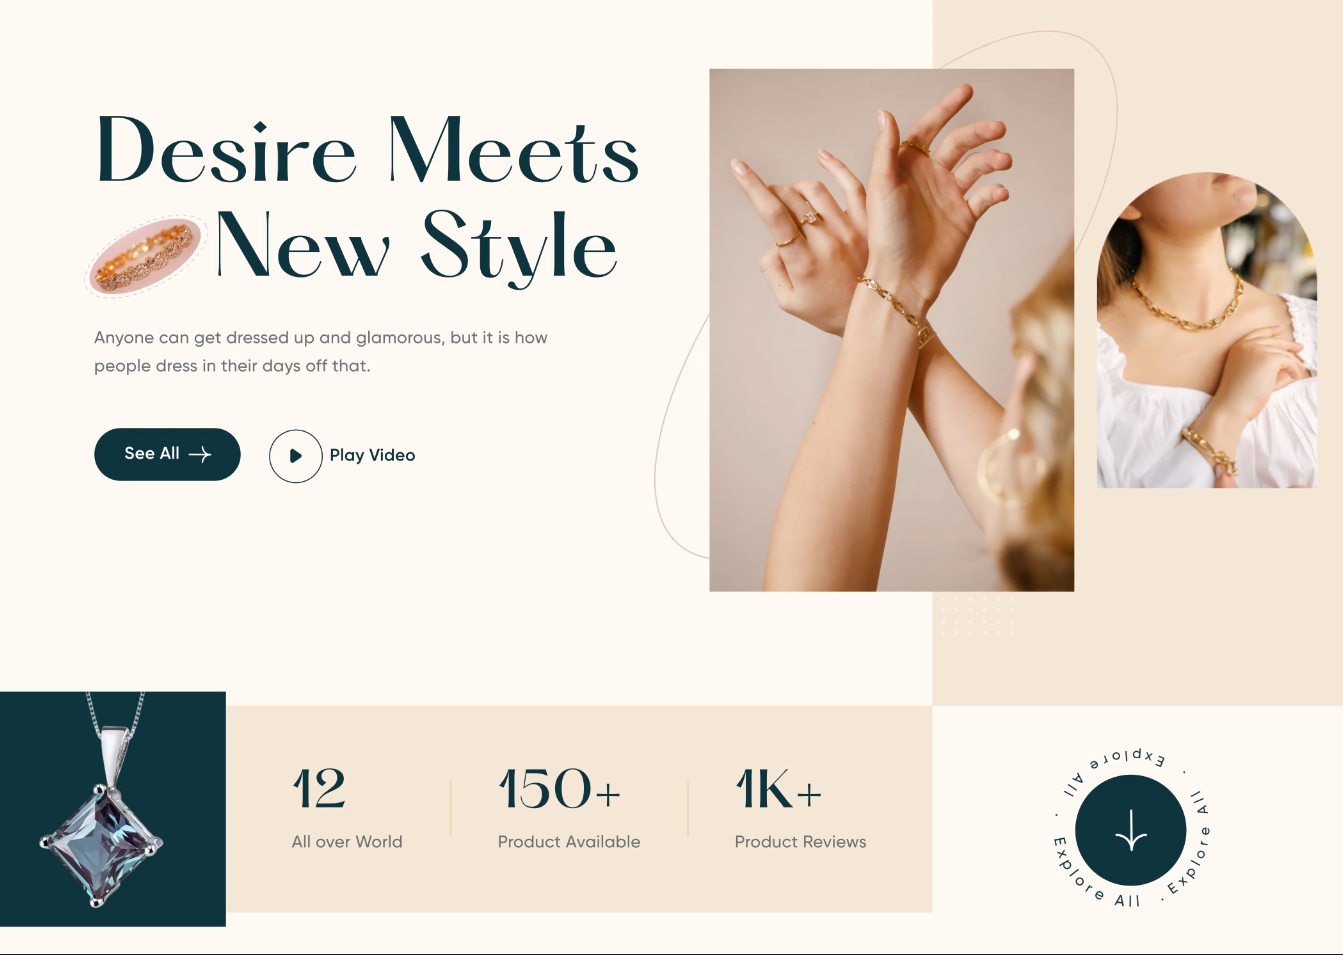 Desire Meets
New Style
Anyone can get dressed up and glamorous, but it is how
people dress in their days off that.
See All
Play Video
12
All over World
150+
Product Available
1K+
Product Reviews
Explore All · Explore All · Explore All ·